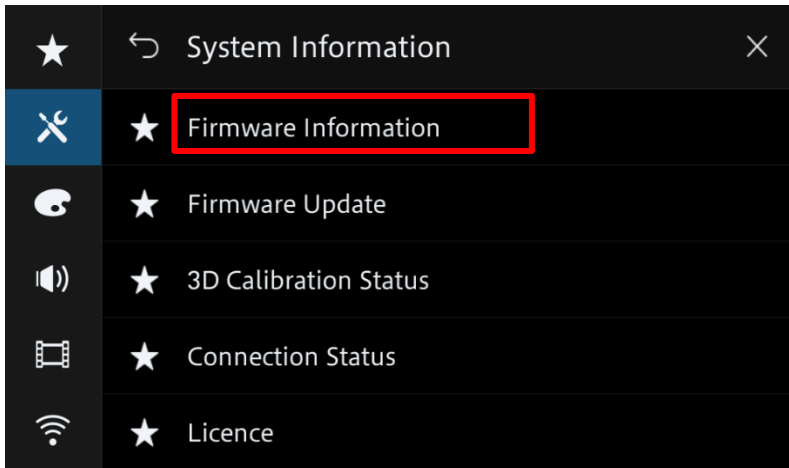 System Information
Firmware Information
Firmware Update
3D Calibration Status
Connection Status
Licence